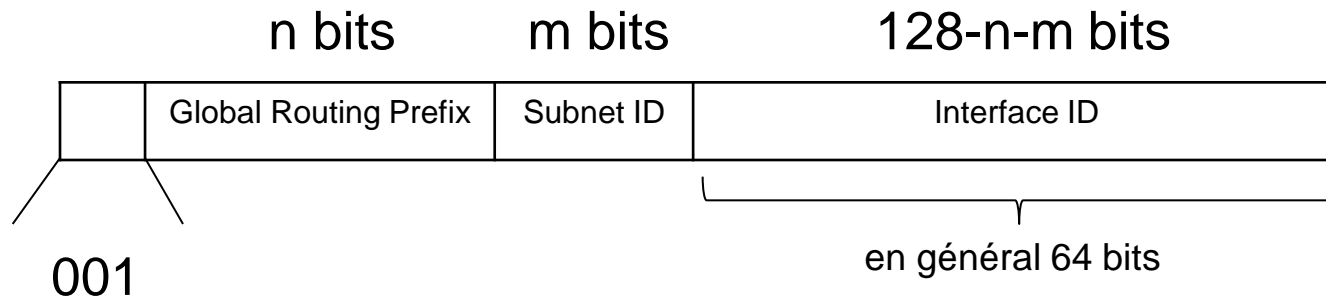 n bits m bits 128-n-m bits
Global Routing Prefix Subnet ID Interface ID
001
en général 64 bits